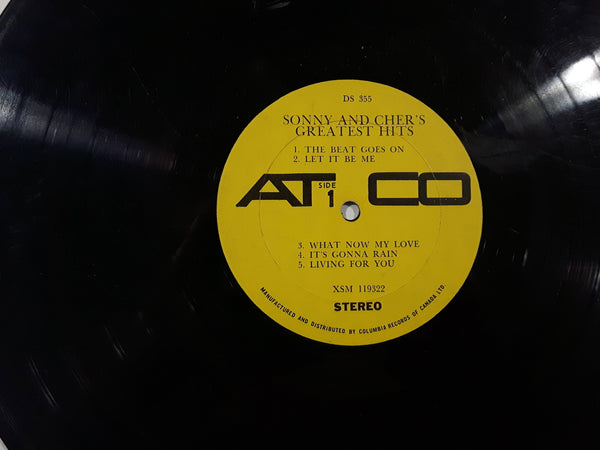 DS 355
SONNY AND CHER'S
GREATEST HITS
1. THE BEAT GOES ON
2. LET IT BE ME
ATCO
SIDE
1
3. WHAT NOW MY LOVE
4. IT'S GONNA RAIN
5. LIVING FOR YOU
XSM 119322
STEREO
MANUFACTURED AND DISTRIBUTED BY COLUMBIA RECORDS OF CANADA LTD.